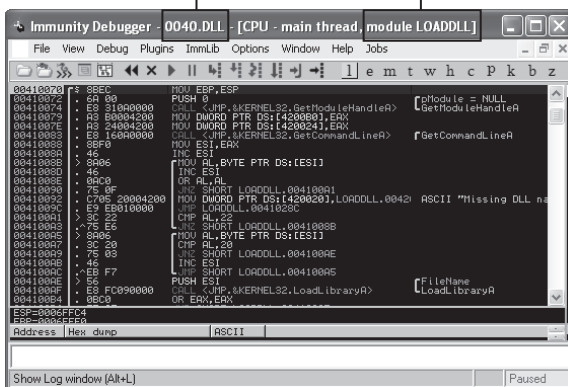 Immunity Debugger - 0040.DLL - [CPU - main thread, module LOADDLL]
File View Debug Plugins ImmLib Options Window Help Jobs
l e m t w h c P k b z
00410070 r$ 8BEC MOV EBP,ESP
00410072 . 6A 00 PUSH 0 pModule = NULL
00410074 . E8 310A0000 CALL <JMP.&KERNEL32.GetModuleHandleA> GetModuleHandleA
00410079 . A3 B0004200 MOV DWORD PTR DS:[4200B0],EAX
0041007E . A3 24004200 MOV DWORD PTR DS:[420024],EAX
00410083 . E8 160A0000 CALL <JMP.&KERNEL32.GetCommandLineA> GetCommandLineA
00410088 . 8BF0 MOV ESI,EAX
0041008A . 46 INC ESI
0041008B > 8A06 MOV AL,BYTE PTR DS:[ESI]
0041008D . 46 INC ESI
0041008E . 0AC0 OR AL,AL
00410090 . 75 0F JNZ SHORT LOADDLL.004100A1
00410092 . C705 20004200 MOV DWORD PTR DS:[420020],LOADDLL.0042 ASCII "Missing DLL na
0041009C . E9 EB010000 JMP LOADDLL.0041028C
004100A1 > 3C 22 CMP AL,22
004100A3 .^75 E6 JNZ SHORT LOADDLL.0041008B
004100A5 > 8A06 MOV AL,BYTE PTR DS:[ESI]
004100A7 . 3C 20 CMP AL,20
004100A9 . 75 03 JNZ SHORT LOADDLL.004100AE
004100AB . 46 INC ESI
004100AC .^EB F7 JMP SHORT LOADDLL.004100A5
004100AE > 56 PUSH ESI FileName
004100AF . E8 FC090000 CALL <JMP.&KERNEL32.LoadLibraryA> LoadLibraryA
004100B4 . 0BC0 OR EAX,EAX
ESP=0006FFC4
EBP=0006FFF0
Address Hex dump ASCII
Show Log window (Alt+L) Paused